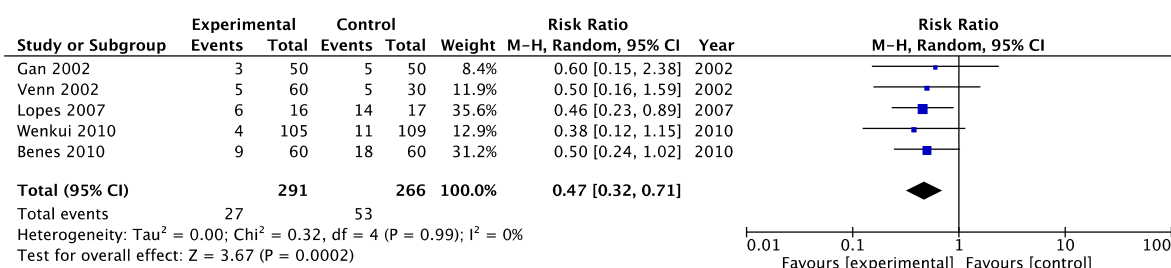 Experimental Control Risk Ratio Risk Ratio
Study or Subgroup Events Total Events Total Weight M-H, Random, 95% CI Year M-H, Random, 95% CI
Gan 2002 3 50 5 50 8.4% 0.60 [0.15, 2.38] 2002
Venn 2002 5 60 5 30 11.9% 0.50 [0.16, 1.59] 2002
Lopes 2007 6 16 14 17 35.6% 0.46 [0.23, 0.89] 2007
Wenkui 2010 4 105 11 109 12.9% 0.38 [0.12, 1.15] 2010
Benes 2010 9 60 18 60 31.2% 0.50 [0.24, 1.02] 2010
Total (95% CI) 291 266 100.0% 0.47 [0.32, 0.71]
Total events 27 53
Heterogeneity: Tau² = 0.00; Chi² = 0.32, df = 4 (P = 0.99); I² = 0%
Test for overall effect: Z = 3.67 (P = 0.0002)
0.01 0.1 1 10 100
Favours [experimental] Favours [control]